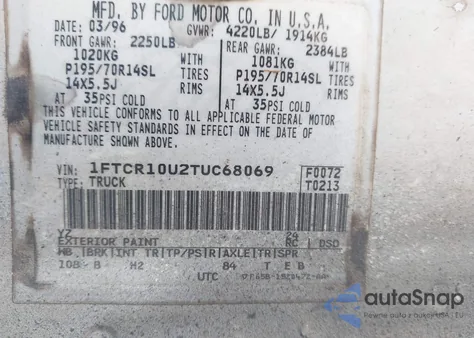 MFD. BY FORD MOTOR CO. IN U.S.A.
DATE: 03/96 GVWR: 4220LB/ 1914KG
FRONT GAWR: 2250LB REAR GAWR: 2384LB
1020KG WITH 1081KG WITH
P195/70R14SL TIRES P195/70R14SL TIRES
14X5.5J RIMS 14X5.5J RIMS
AT 35PSI COLD AT 35PSI COLD
THIS VEHICLE CONFORMS TO ALL APPLICABLE FEDERAL MOTOR
VEHICLE SAFETY STANDARDS IN EFFECT ON THE DATE OF
MANUFACTURE SHOWN ABOVE.
VIN: 1FTCR10U2TUC68069 F0072
TYPE: TRUCK T0213
YZ 24
EXTERIOR PAINT RC DSO
WB BRK INT TR TP/PS R AXLE TR SPR
108 B H2 84 T E B
UTC
autoSnap